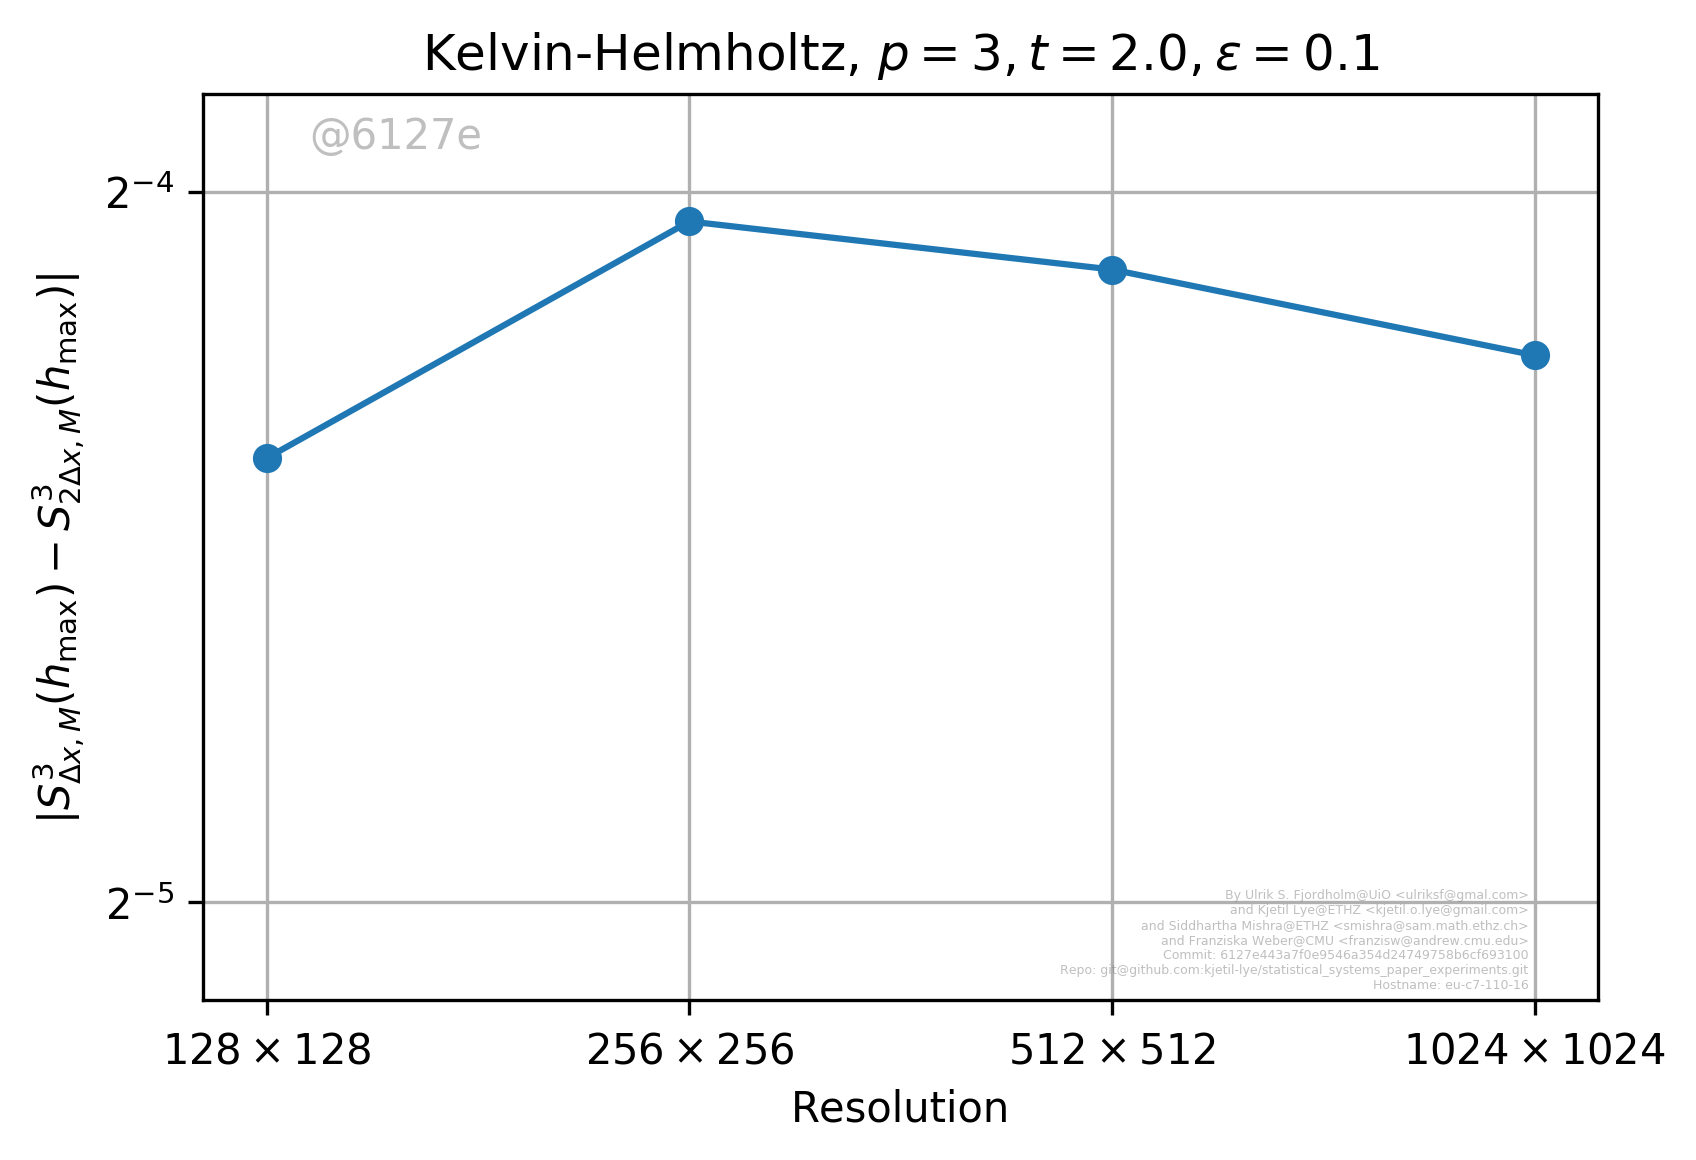 Kelvin-Helmholtz, p = 3, t = 2.0, ε = 0.1
@6127e
2⁻⁴
2⁻⁵
|S³_{Δx, M}(h_max) − S³_{2Δx, M}(h_max)|
By Ulrik S. Fjordholm@UiO <ulriksf@gmal.com>
and Kjetil Lye@ETHZ <kjetil.o.lye@gmail.com>
and Siddhartha Mishra@ETHZ <smishra@sam.math.ethz.ch>
and Franziska Weber@CMU <franzisw@andrew.cmu.edu>
Commit: 6127e443a7f0e9546a354d24749758b6cf693100
Repo: git@github.com:kjetil-lye/statistical_systems_paper_experiments.git
Hostname: eu-c7-110-16
128 × 128 256 × 256 512 × 512 1024 × 1024
Resolution